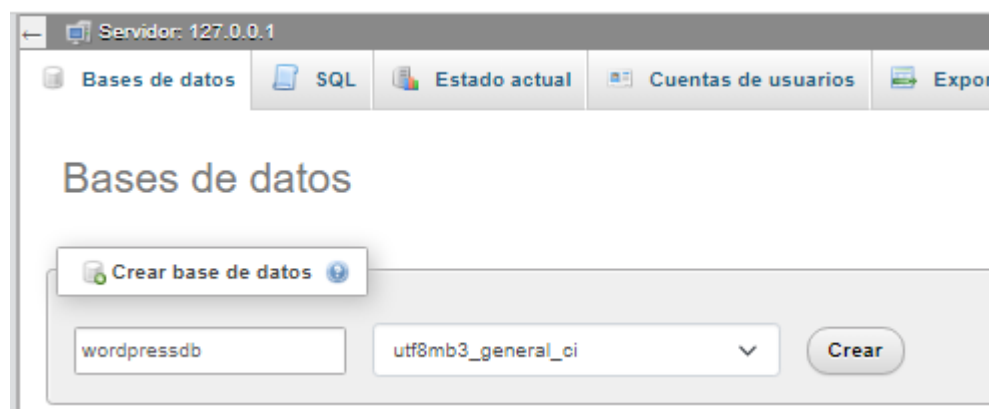 Servidor: 127.0.0.1
Bases de datos SQL Estado actual Cuentas de usuarios Expor
Bases de datos
Crear base de datos
wordpressdb utf8mb3_general_ci Crear